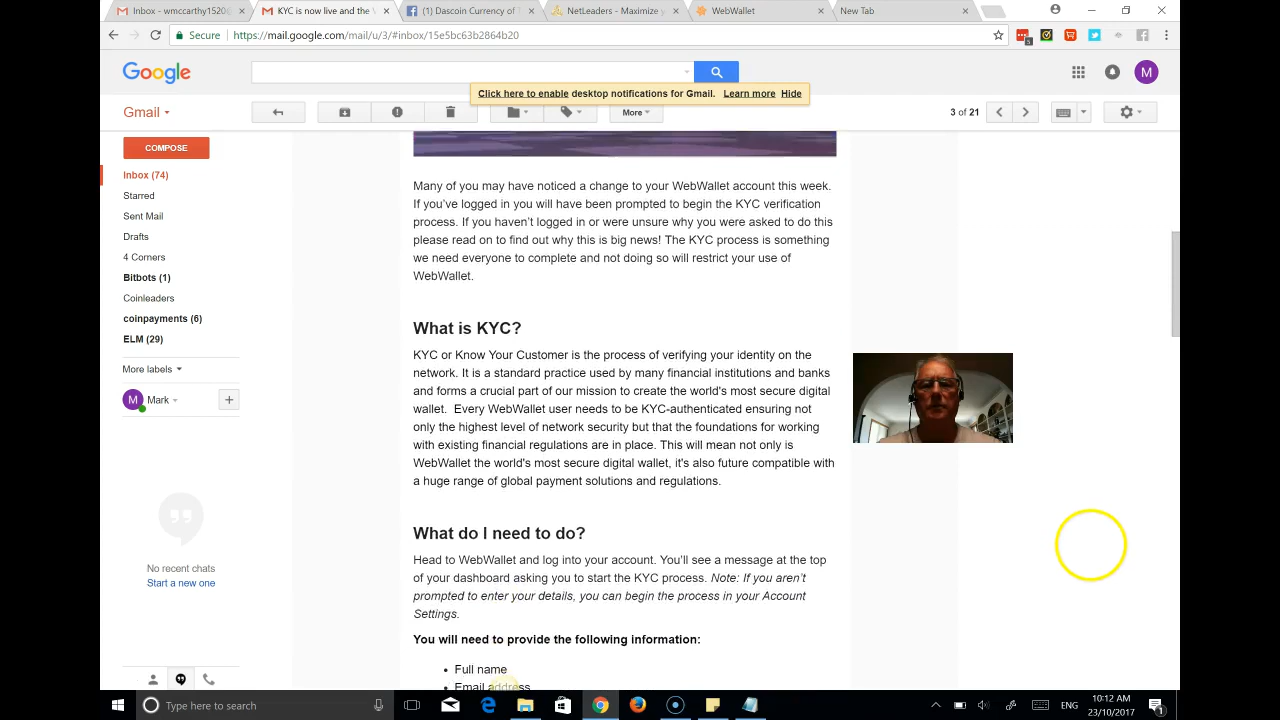 Inbox - wmccarthy1520@
KYC is now live and the
(1) Dascoin Currency of
NetLeaders - Maximize y
WebWallet
New Tab
Secure
https://mail.google.com/mail/u/3/#inbox/15e5bc63b2864b20
5
Google
M
Click here to enable desktop notifications for Gmail. Learn more Hide
Gmail
More
3 of 21
COMPOSE
Inbox (74)
Starred
Sent Mail
Drafts
4 Corners
Bitbots (1)
Coinleaders
coinpayments (6)
ELM (29)
More labels
M Mark
+
No recent chats
Start a new one
Many of you may have noticed a change to your WebWallet account this week.
If you've logged in you will have been prompted to begin the KYC verification
process. If you haven't logged in or were unsure why you were asked to do this
please read on to find out why this is big news! The KYC process is something
we need everyone to complete and not doing so will restrict your use of
WebWallet.
What is KYC?
KYC or Know Your Customer is the process of verifying your identity on the
network. It is a standard practice used by many financial institutions and banks
and forms a crucial part of our mission to create the world's most secure digital
wallet. Every WebWallet user needs to be KYC-authenticated ensuring not
only the highest level of network security but that the foundations for working
with existing financial regulations are in place. This will mean not only is
WebWallet the world's most secure digital wallet, it's also future compatible with
a huge range of global payment solutions and regulations.
What do I need to do?
Head to WebWallet and log into your account. You'll see a message at the top
of your dashboard asking you to start the KYC process. Note: If you aren't
prompted to enter your details, you can begin the process in your Account
Settings.
You will need to provide the following information:
• Full name
• Email address
Type here to search
ENG
10:12 AM
23/10/2017
1